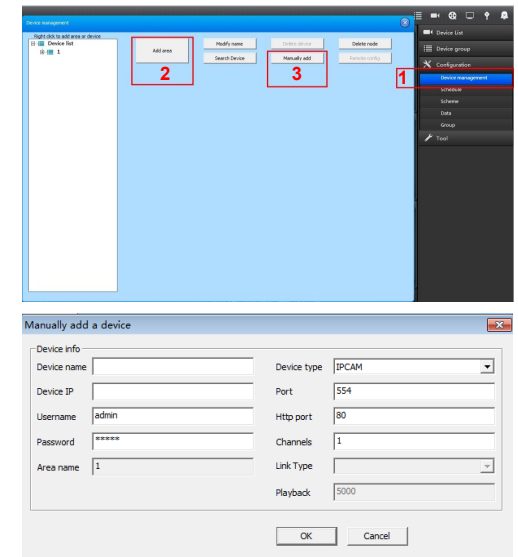 Device management
Right click to add area or device
Device list
1
Add area
2
Modify name
Delete device
Delete node
Search Device
Manually add
Remote config
3
Device List
Device group
Configuration
1
Device management
Schedule
Scheme
Data
Group
Tool
Manually add a device
Device info
Device name
Device type IPCAM
Device IP
Port 554
Username admin
Http port 80
Password *****
Channels 1
Area name 1
Link Type
Playback 5000
OK Cancel